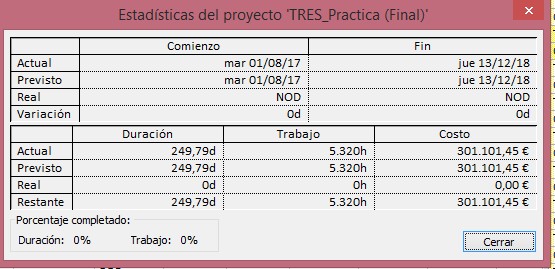 Estadísticas del proyecto 'TRES_Practica (Final)'
Comienzo Fin
Actual mar 01/08/17 jue 13/12/18
Previsto mar 01/08/17 jue 13/12/18
Real NOD NOD
Variación 0d 0d
Duración Trabajo Costo
Actual 249,79d 5.320h 301.101,45 €
Previsto 249,79d 5.320h 301.101,45 €
Real 0d 0h 0,00 €
Restante 249,79d 5.320h 301.101,45 €
Porcentaje completado:
Duración: 0% Trabajo: 0%
Cerrar